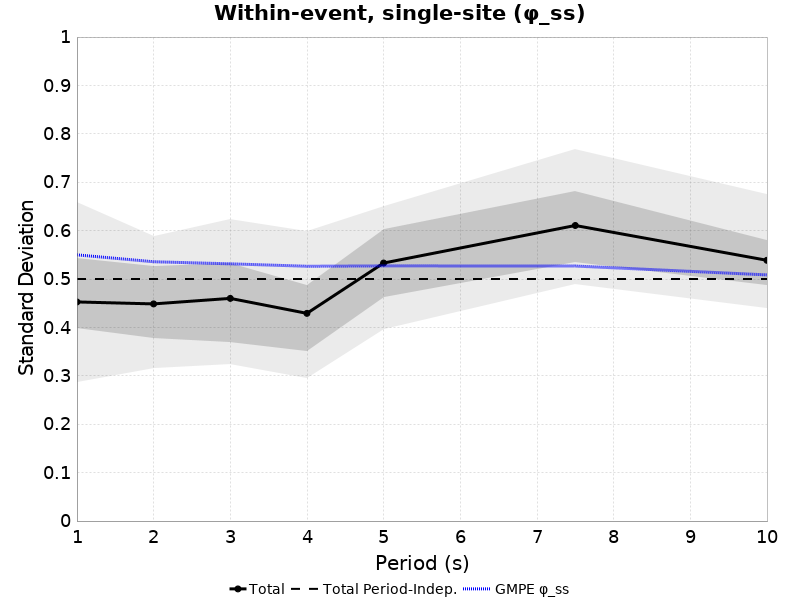 Within-event, single-site (φ_ss)
Standard Deviation
1
0.9
0.8
0.7
0.6
0.5
0.4
0.3
0.2
0.1
0
1 2 3 4 5 6 7 8 9 10
Period (s)
Total Total Period-Indep. GMPE φ_ss